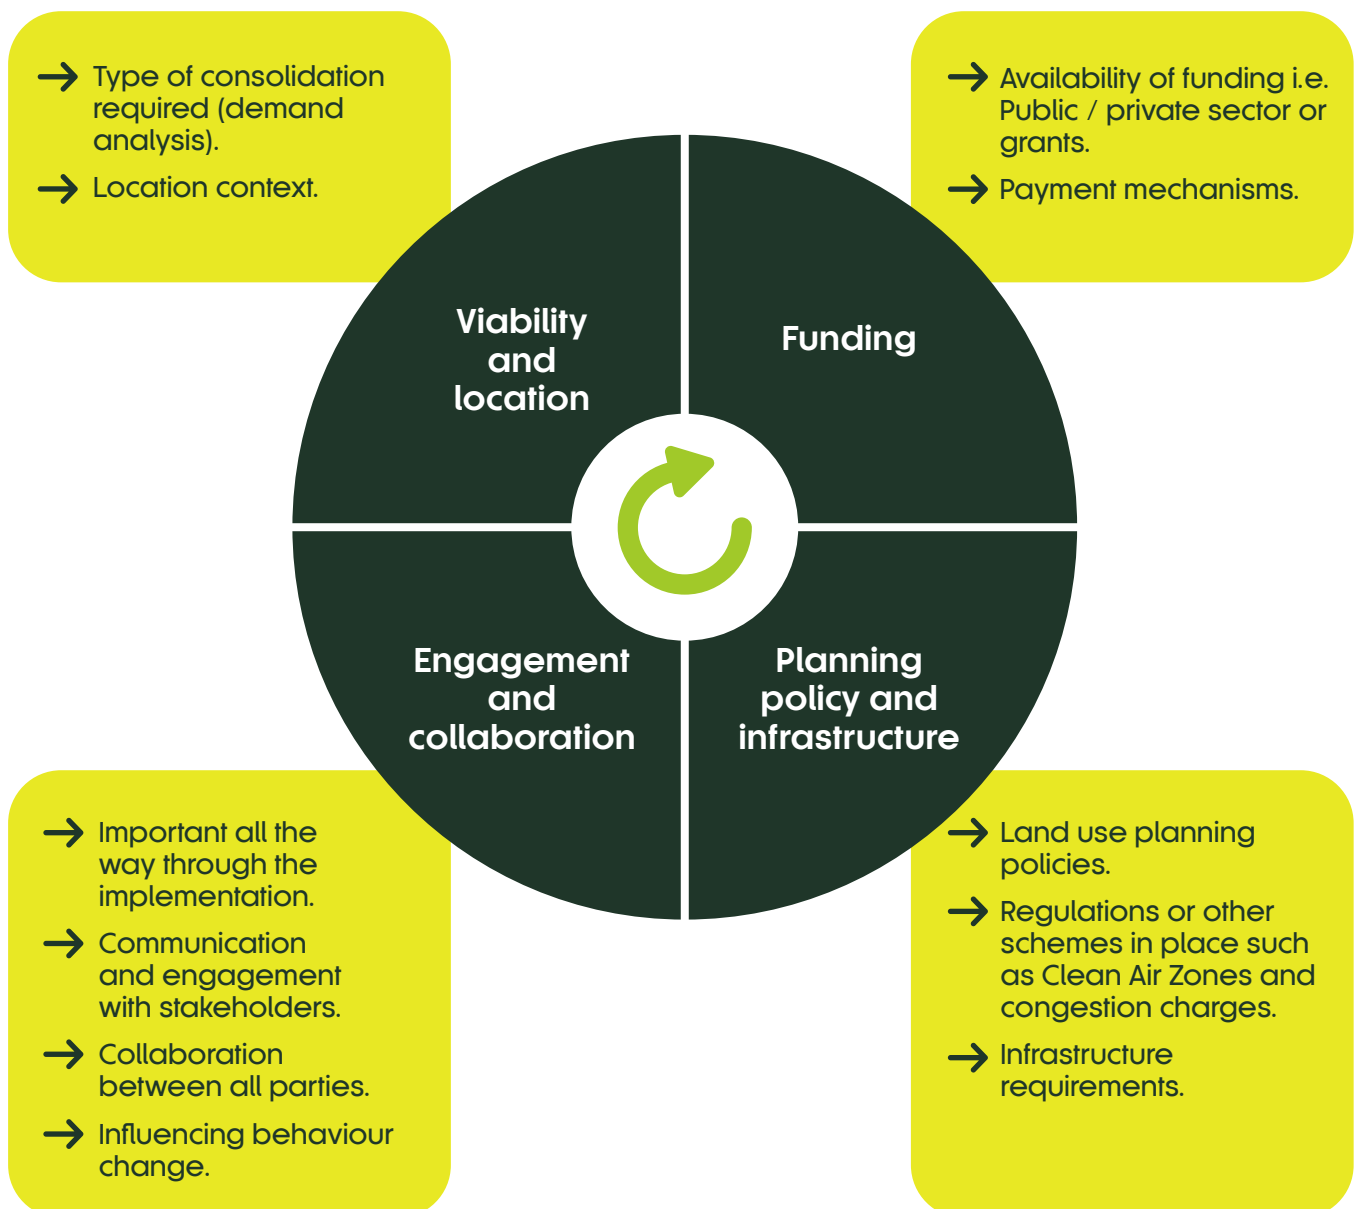 Type of consolidation
required (demand
analysis).
Location context.
Availability of funding i.e.
Public / private sector or
grants.
Payment mechanisms.
Viability
and
location
Funding
Engagement
and
collaboration
Planning
policy and
infrastructure
Important all the
way through the
implementation.
Communication
and engagement
with stakeholders.
Collaboration
between all parties.
Influencing behaviour
change.
Land use planning
policies.
Regulations or other
schemes in place such
as Clean Air Zones and
congestion charges.
Infrastructure
requirements.